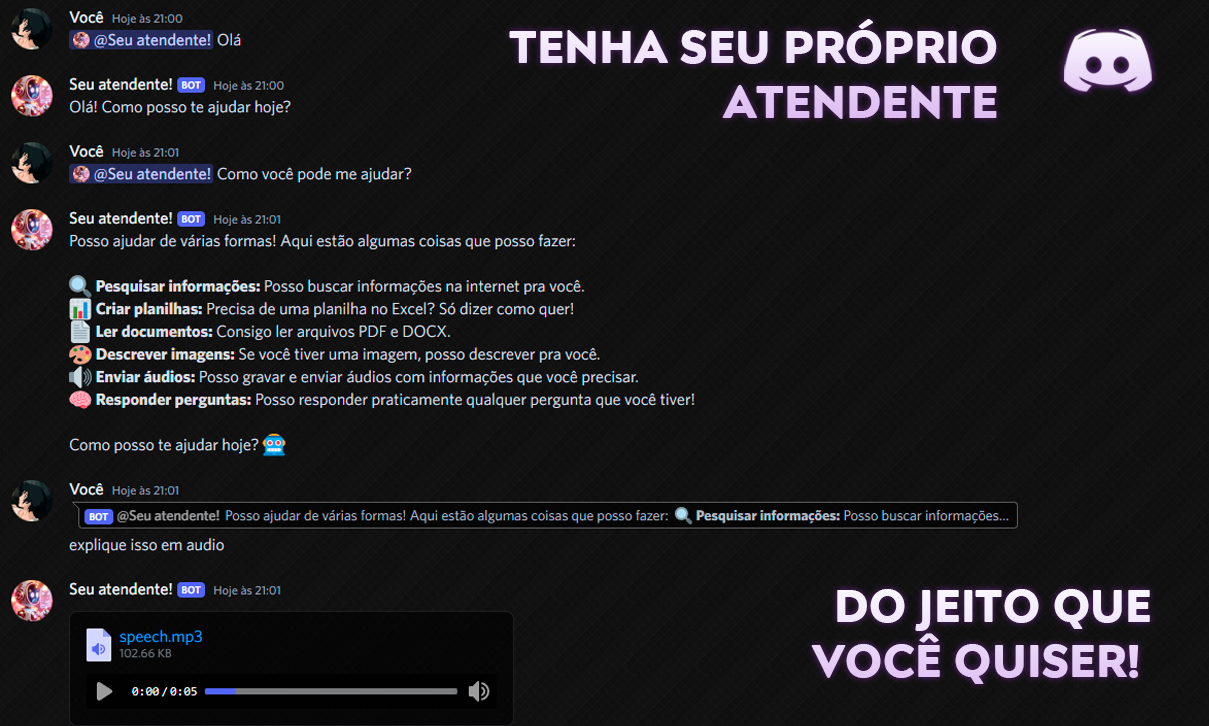 Você Hoje às 21:00
@Seu atendente! Olá
TENHA SEU PRÓPRIO
ATENDENTE
Seu atendente! BOT Hoje às 21:00
Olá! Como posso te ajudar hoje?
Você Hoje às 21:01
@Seu atendente! Como você pode me ajudar?
Seu atendente! BOT Hoje às 21:01
Posso ajudar de várias formas! Aqui estão algumas coisas que posso fazer:
🔍 Pesquisar informações: Posso buscar informações na internet pra você.
📊 Criar planilhas: Precisa de uma planilha no Excel? Só dizer como quer!
📄 Ler documentos: Consigo ler arquivos PDF e DOCX.
🎨 Descrever imagens: Se você tiver uma imagem, posso descrever pra você.
🔊 Enviar áudios: Posso gravar e enviar áudios com informações que você precisar.
🧠 Responder perguntas: Posso responder praticamente qualquer pergunta que você tiver!
Como posso te ajudar hoje? 🤖
Você Hoje às 21:01
BOT @Seu atendente! Posso ajudar de várias formas! Aqui estão algumas coisas que posso fazer: 🔍 Pesquisar informações: Posso buscar informações...
explique isso em audio
Seu atendente! BOT Hoje às 21:01
speech.mp3
102.66 KB
0:00/0:05
DO JEITO QUE
VOCÊ QUISER!